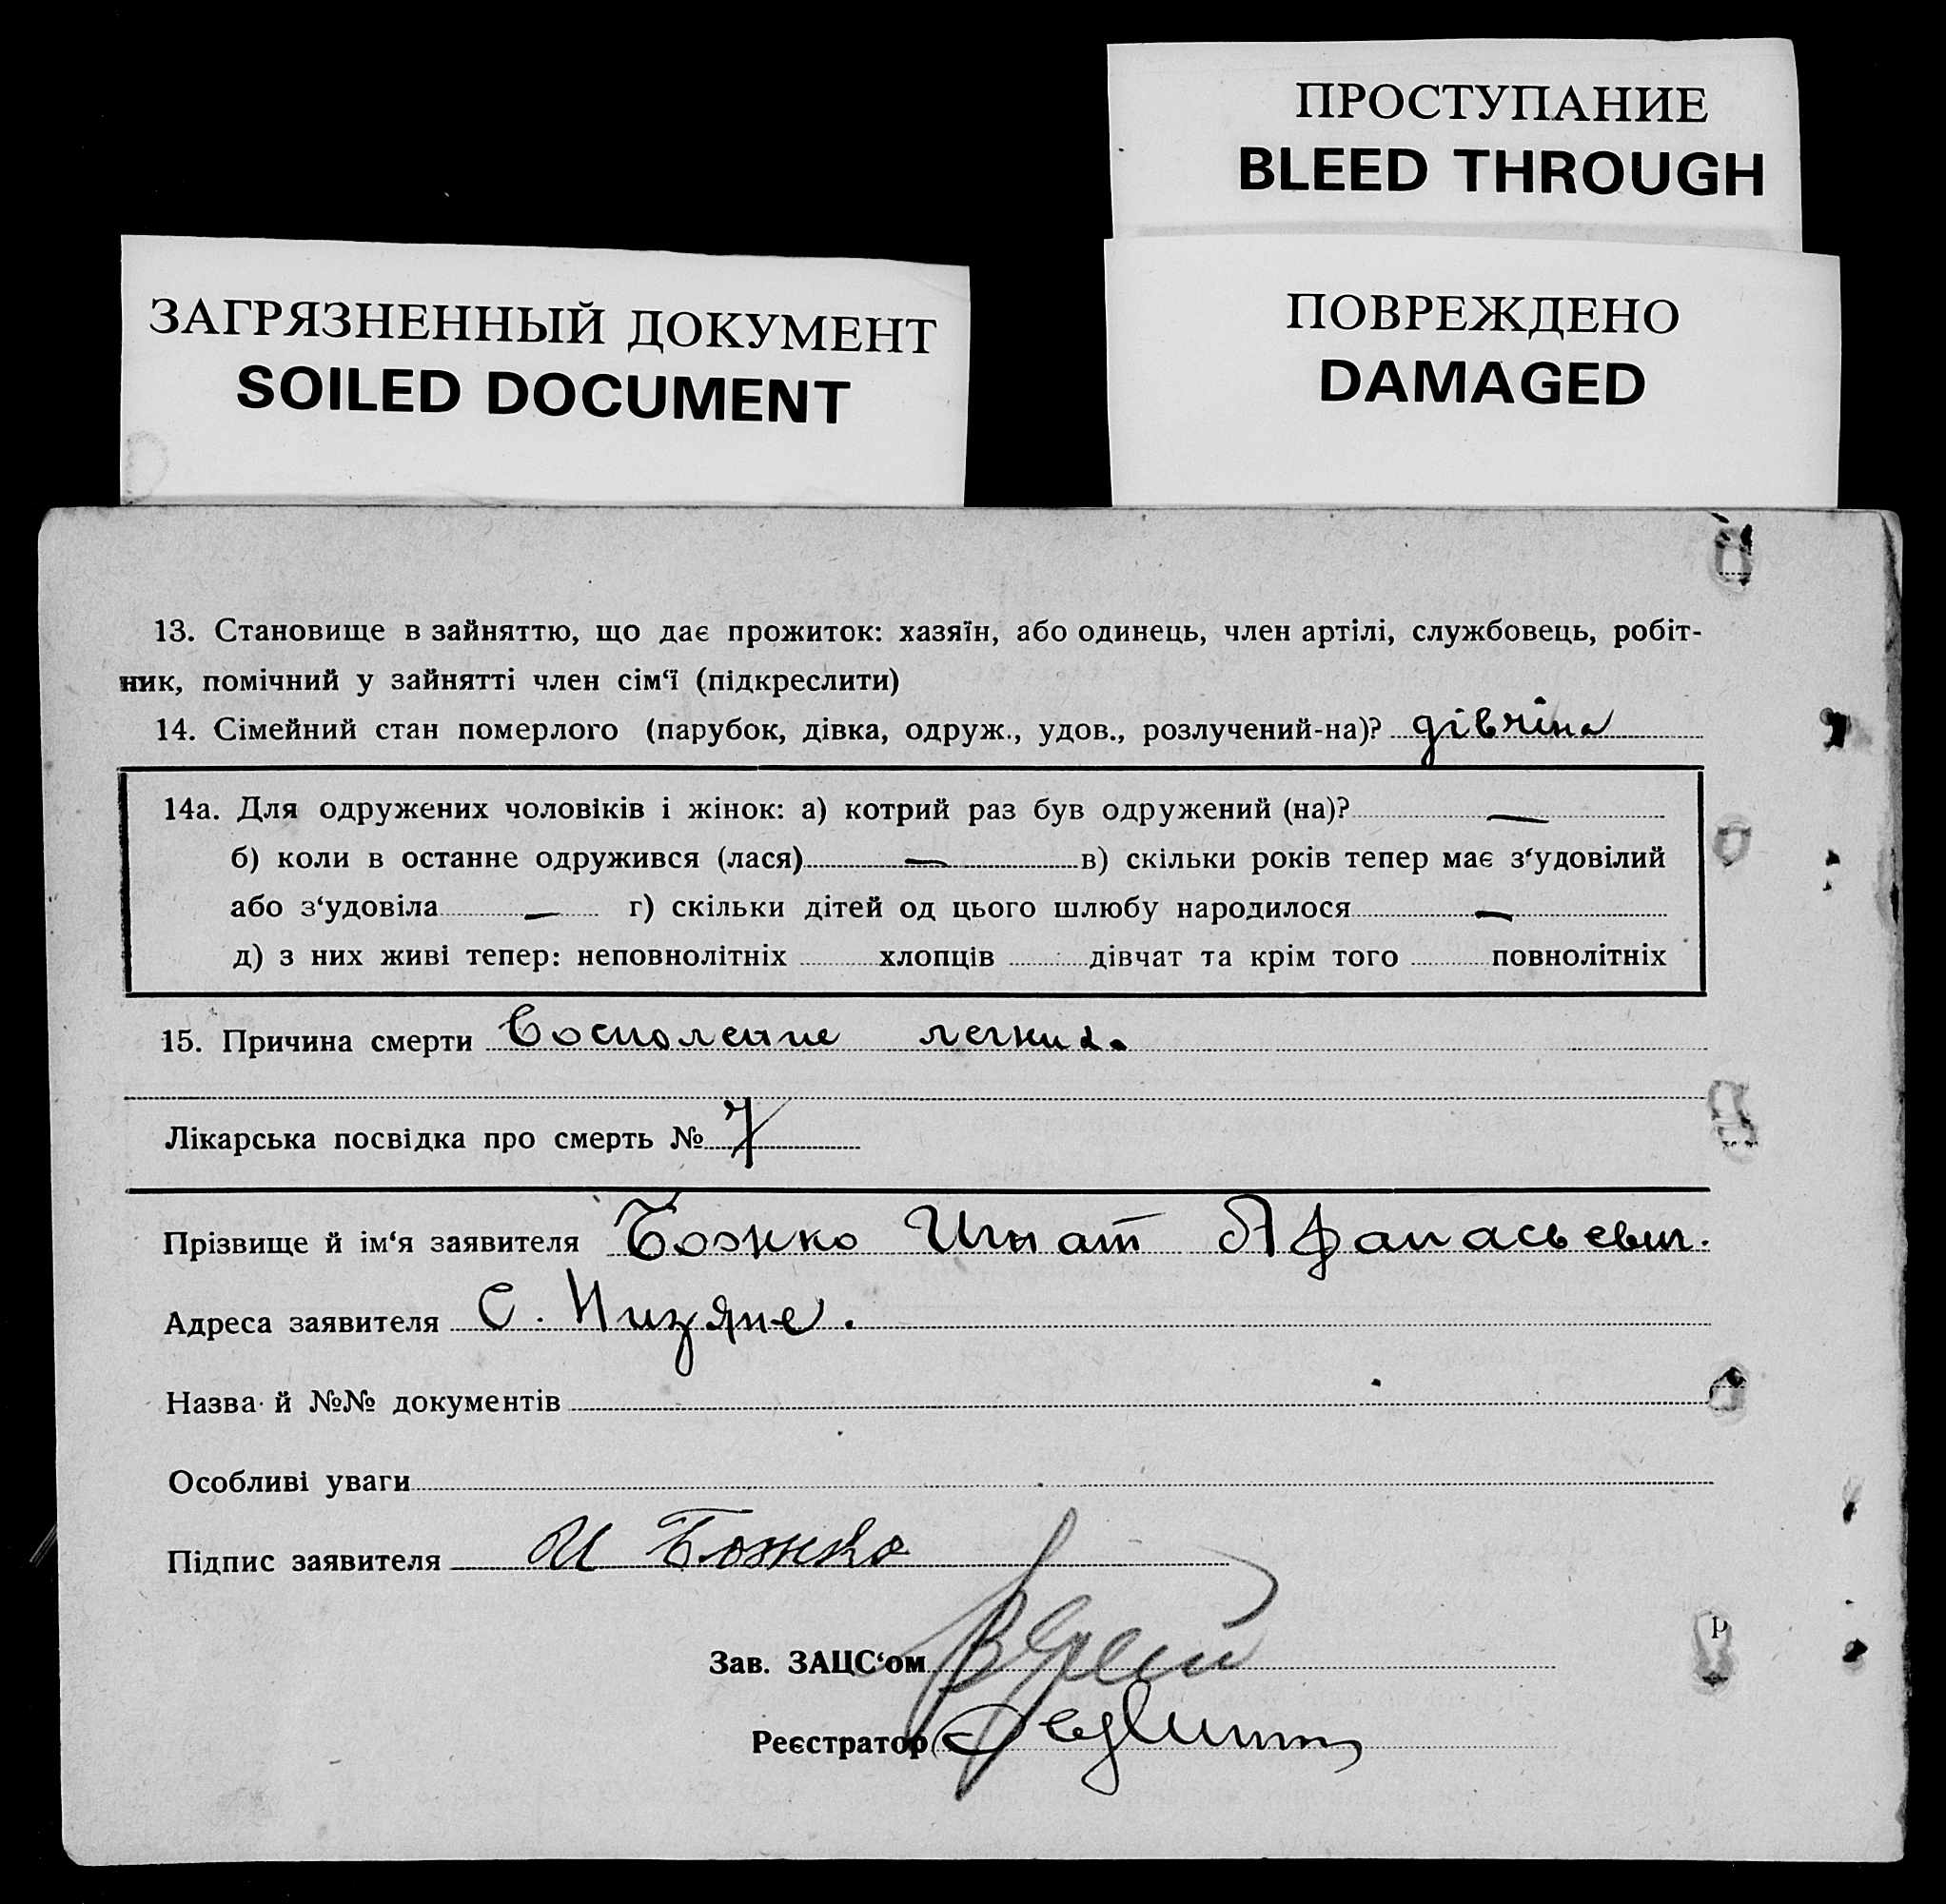 ПРОСТУПАНИЕ
BLEED THROUGH
ЗАГРЯЗНЕННЫЙ ДОКУМЕНТ
SOILED DOCUMENT
ПОВРЕЖДЕНО
DAMAGED
13. Становище в зайняттю, що дає прожиток: хазяїн, або одинець, член артілі, службовець, робіт-
ник, помічний у зайнятті член сім‘ї (підкреслити)
14. Сімейний стан померлого (парубок, дівка, одруж., удов., розлучений-на)? дівчіна
14а. Для одружених чоловіків і жінок: а) котрий раз був одружений (на)? —
б) коли в останне одружився (лася) — в) скільки років тепер має з‘удовілий
або з‘удовіла — г) скільки дітей од цього шлюбу народилося —
д) з них живі тепер: неповнолітніх хлопців дівчат та крім того повнолітніх
15. Причина смерти Восполение легких.
Лікарська посвідка про смерть № 7
Прізвище й ім‘я заявителя Божко Игнат Афанасьевич.
Адреса заявителя С. Низяне.
Назва й №№ документів
Особливі уваги
Підпис заявителя И Божко
Зав. ЗАЦС‘ом
Реєстратор